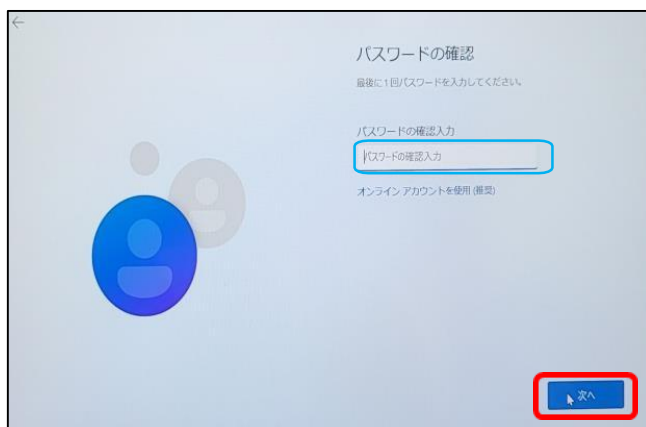 パスワードの確認
最後に1回パスワードを入力してください。
パスワードの確認入力
パスワードの確認入力
オンライン アカウントを使用 (推奨)
次へ